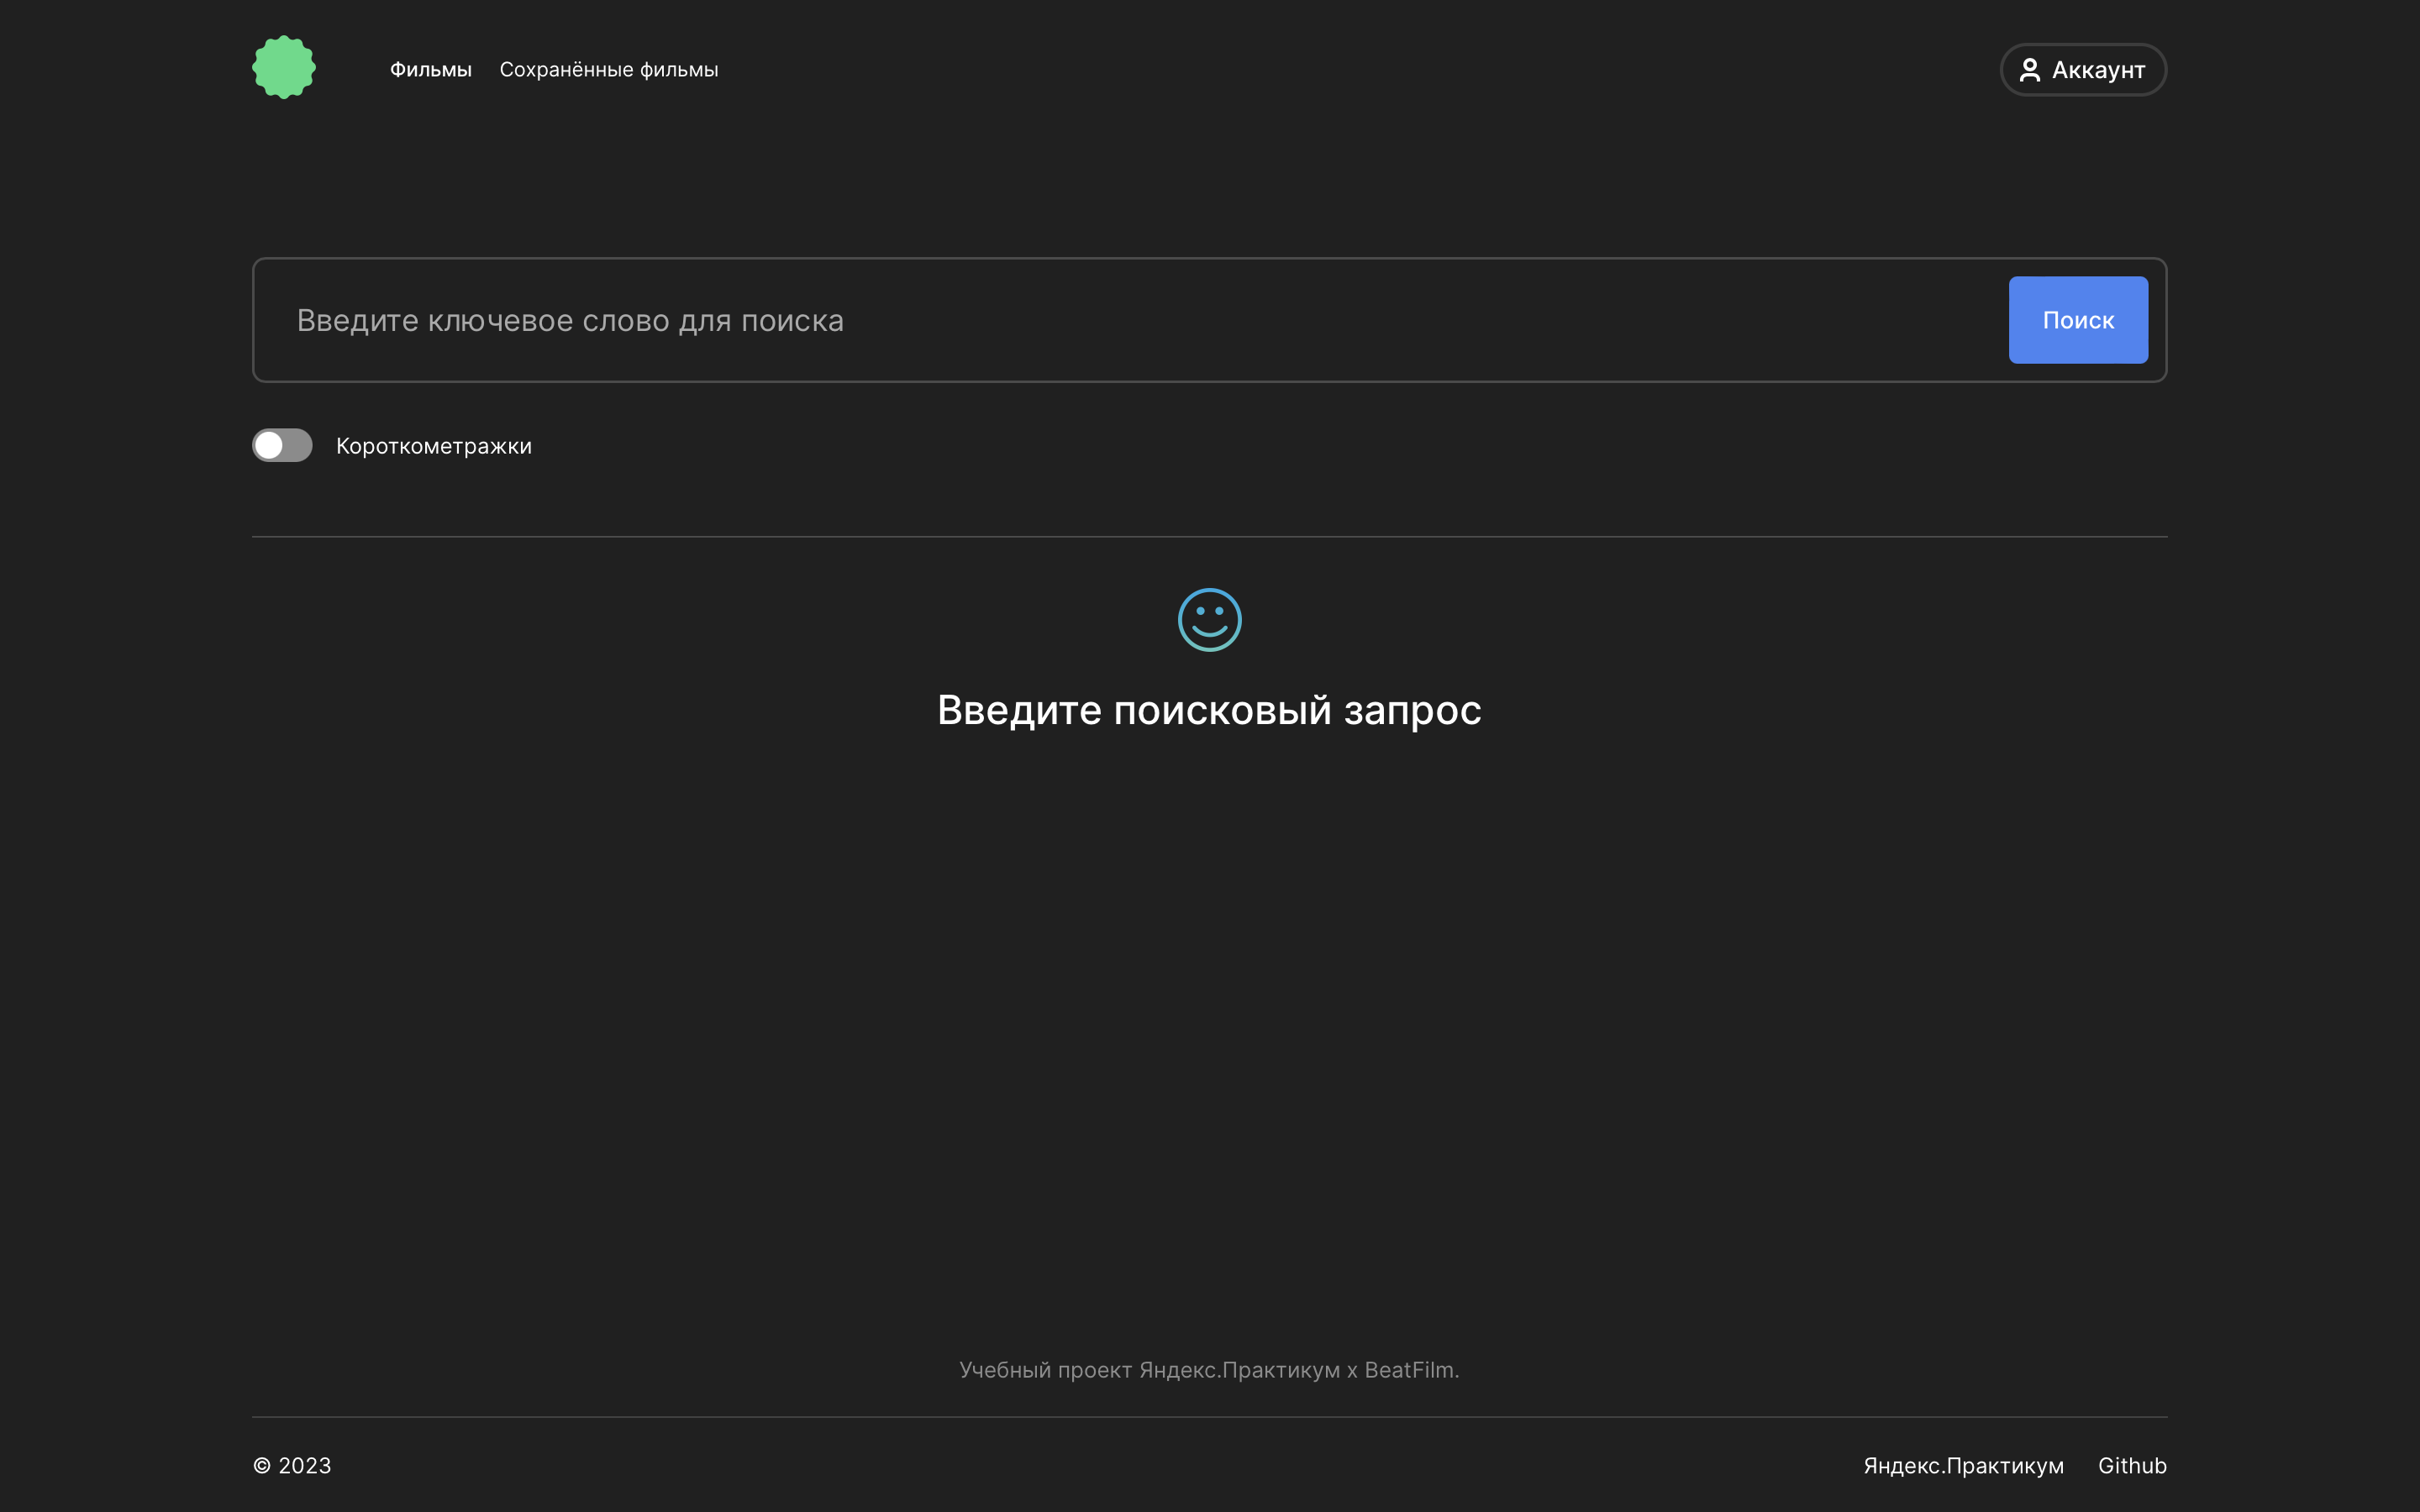 Фильмы Сохранённые фильмы Аккаунт
Введите ключевое слово для поиска Поиск
Короткометражки
Введите поисковый запрос
Учебный проект Яндекс.Практикум x BeatFilm.
© 2023 Яндекс.Практикум Github